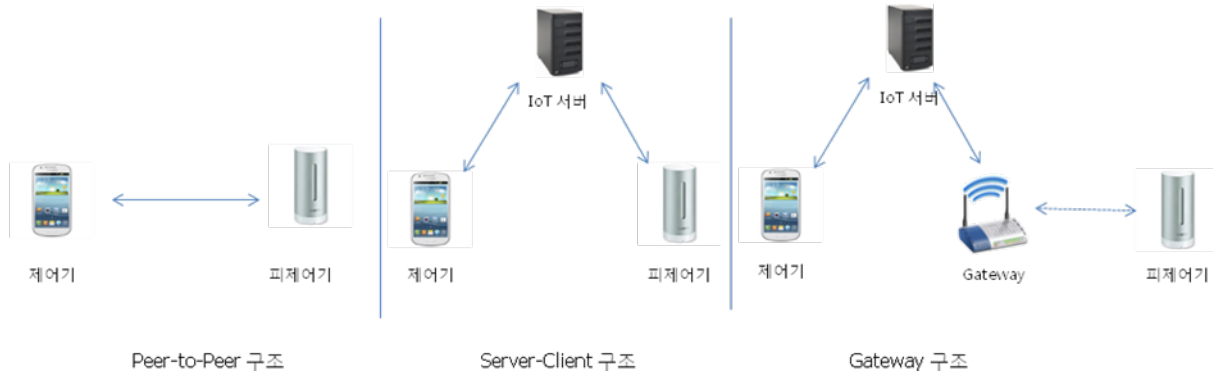 IoT 서버
IoT 서버
제어기
피제어기
제어기
피제어기
제어기
Gateway
피제어기
Peer-to-Peer 구조
Server-Client 구조
Gateway 구조